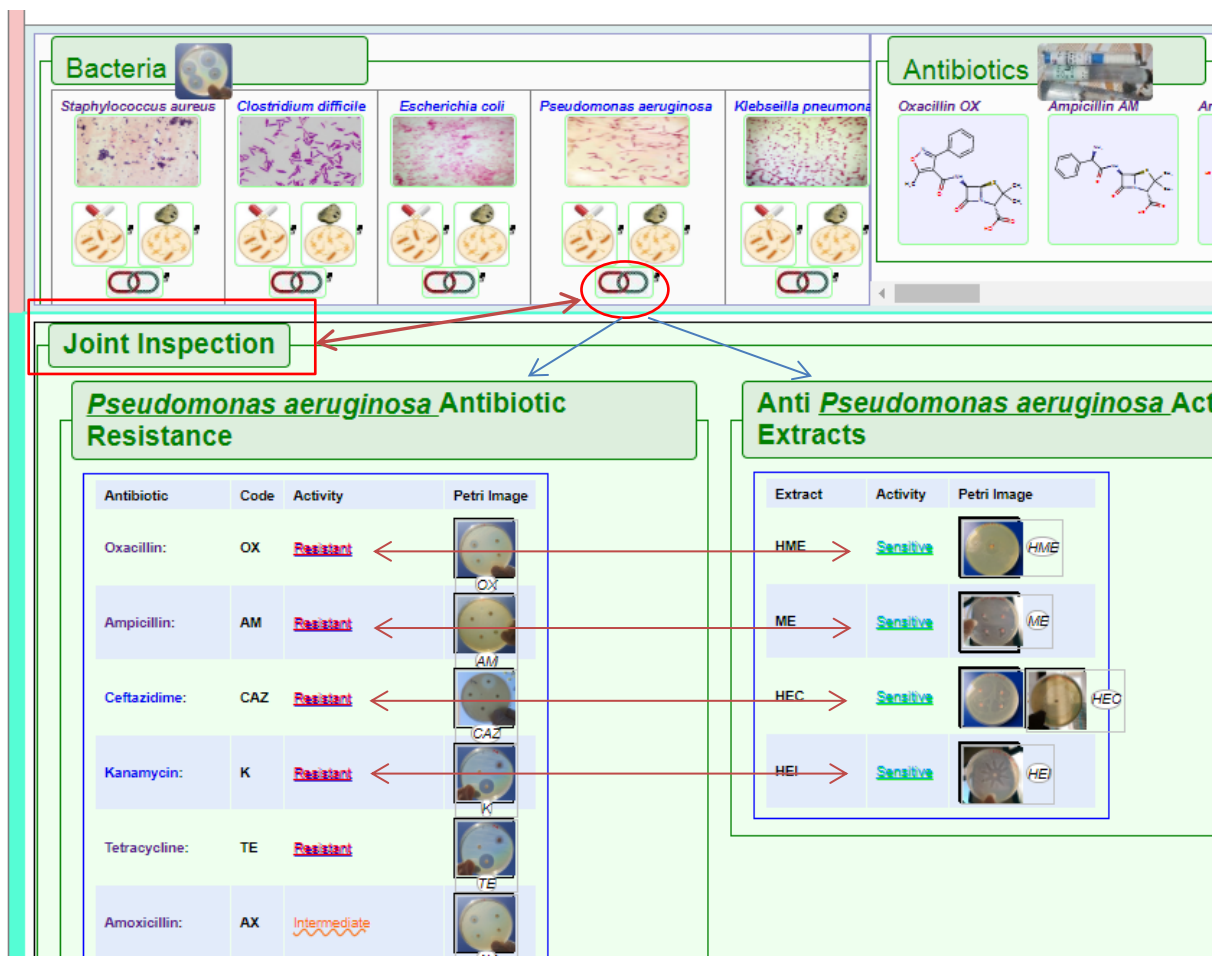 Bacteria
Antibiotics
Staphylococcus aureus
Clostridium difficile
Escherichia coli
Pseudomonas aeruginosa
Klebseilla pneumona
Oxacillin OX
Ampicillin AM
Joint Inspection
Pseudomonas aeruginosa Antibiotic
Resistance
Antibiotic Code Activity Petri Image
Oxacillin: OX Resistant OX
Ampicillin: AM Resistant AM
Ceftazidime: CAZ Resistant CAZ
Kanamycin: K Resistant K
Tetracycline: TE Resistant TE
Amoxicillin: AX Intermediate
Anti Pseudomonas aeruginosa Act
Extracts
Extract Activity Petri Image
HME Sensitive HME
ME Sensitive ME
HEC Sensitive HEC
HEI Sensitive HEI